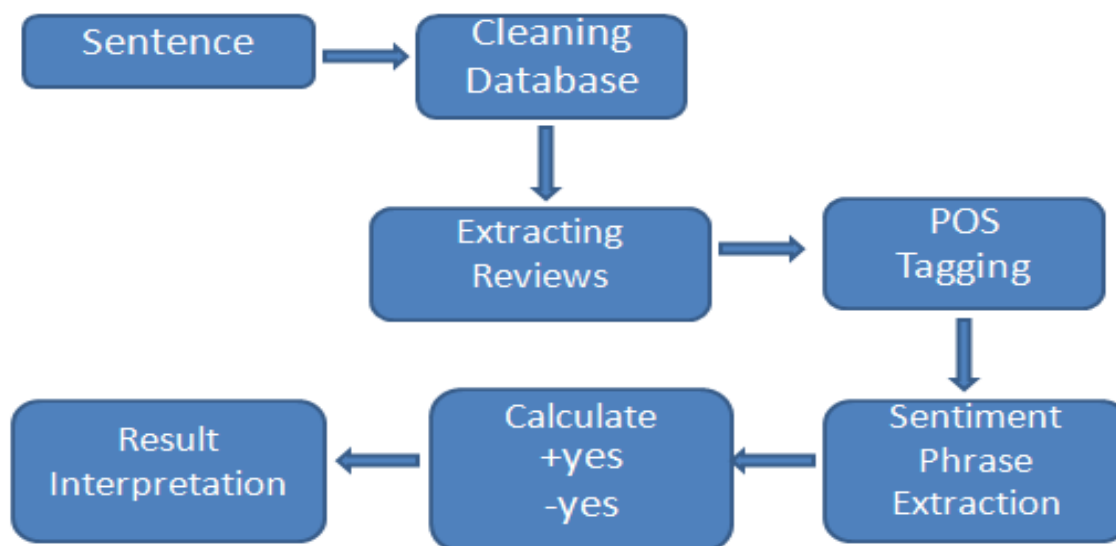 Sentence
Cleaning
Database
Extracting
Reviews
POS
Tagging
Sentiment
Phrase
Extraction
Calculate
+yes
-yes
Result
Interpretation